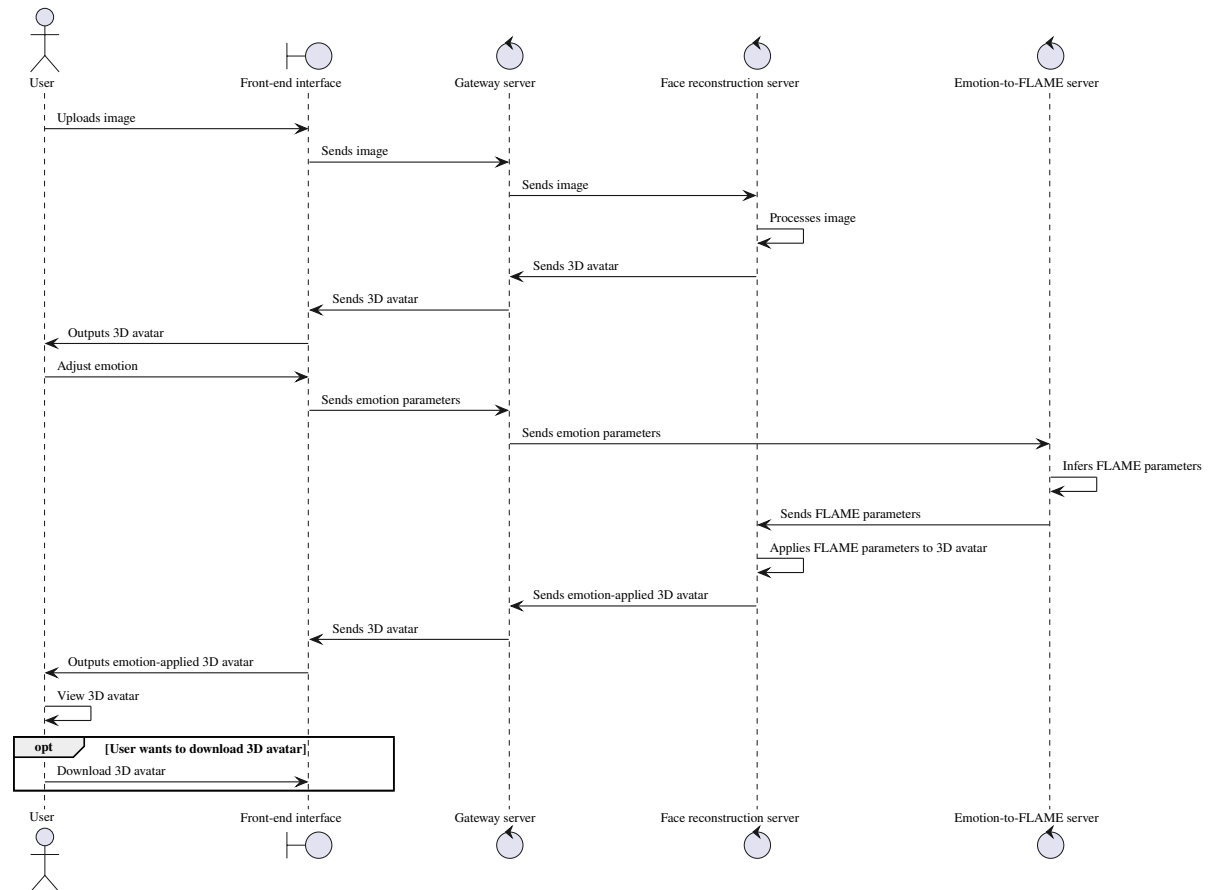 User
Front-end interface
Gateway server
Face reconstruction server
Emotion-to-FLAME server
Uploads image
Sends image
Sends image
Processes image
Sends 3D avatar
Sends 3D avatar
Outputs 3D avatar
Adjust emotion
Sends emotion parameters
Sends emotion parameters
Infers FLAME parameters
Sends FLAME parameters
Applies FLAME parameters to 3D avatar
Sends emotion-applied 3D avatar
Sends 3D avatar
Outputs emotion-applied 3D avatar
View 3D avatar
opt [User wants to download 3D avatar]
Download 3D avatar
User
Front-end interface
Gateway server
Face reconstruction server
Emotion-to-FLAME server